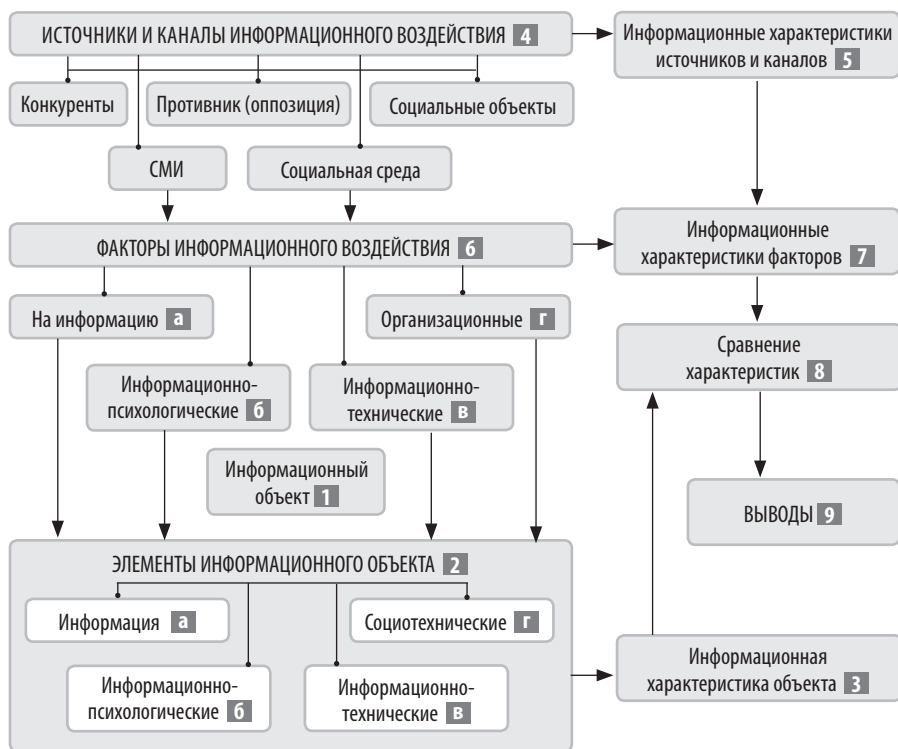 ИСТОЧНИКИ И КАНАЛЫ ИНФОРМАЦИОННОГО ВОЗДЕЙСТВИЯ 4
Информационные характеристики
источников и каналов 5
Конкуренты
Противник (оппозиция)
Социальные объекты
СМИ
Социальная среда
ФАКТОРЫ ИНФОРМАЦИОННОГО ВОЗДЕЙСТВИЯ 6
Информационные
характеристики факторов 7
На информацию а
Организационные г
Сравнение
характеристик 8
Информационно-
психологические б
Информационно-
технические в
Информационный
объект 1
ВЫВОДЫ 9
ЭЛЕМЕНТЫ ИНФОРМАЦИОННОГО ОБЪЕКТА 2
Информация а
Социотехнические г
Информационно-
психологические б
Информационно-
технические в
Информационная
характеристика объекта 3